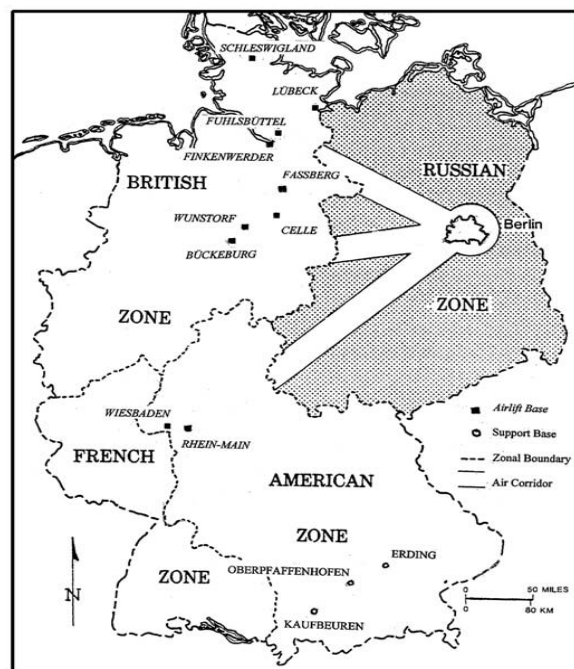 SCHLESWIGLAND
LÜBECK
FUHLSBÜTTEL
FINKENWERDER
RUSSIAN
BRITISH
FASSBERG
WUNSTORF
CELLE
Berlin
BÜCKEBURG
ZONE
ZONE
WIESBADEN
RHEIN-MAIN
FRENCH
Airlift Base
Support Base
Zonal Boundary
Air Corridor
AMERICAN
ZONE
ERDING
OBERPFAFFENHOFEN
ZONE
KAUFBEUREN
N
0 50 MILES
0 80 KM